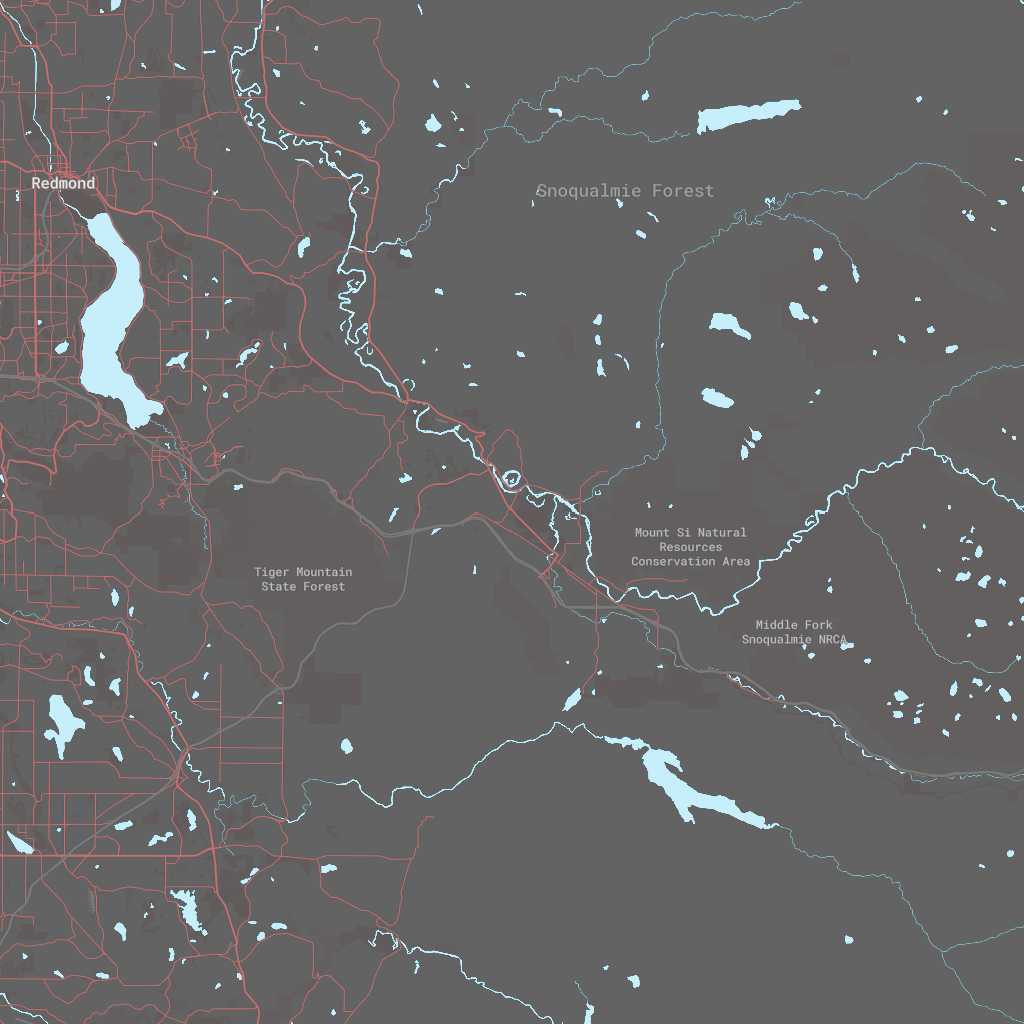 Redmond
Snoqualmie Forest
Mount Si Natural
Resources
Conservation Area
Tiger Mountain
State Forest
Middle Fork
Snoqualmie NRCA